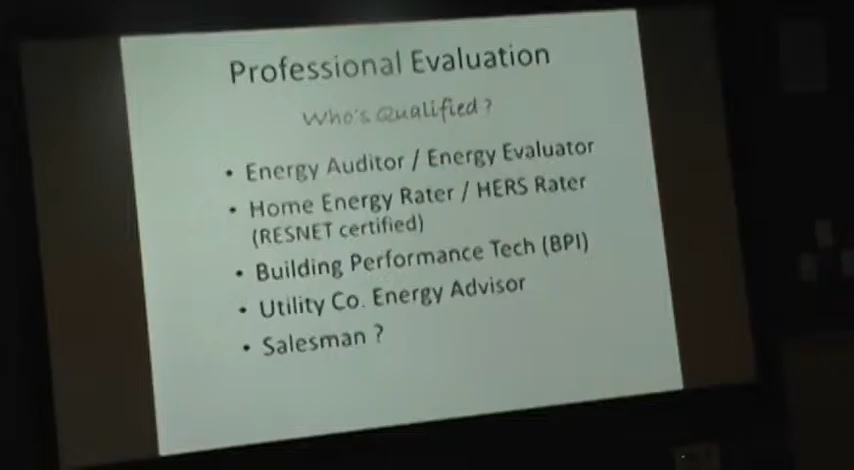 Professional Evaluation
Who's Qualified?
• Energy Auditor / Energy Evaluator
• Home Energy Rater / HERS Rater
(RESNET certified)
• Building Performance Tech (BPI)
• Utility Co. Energy Advisor
• Salesman ?